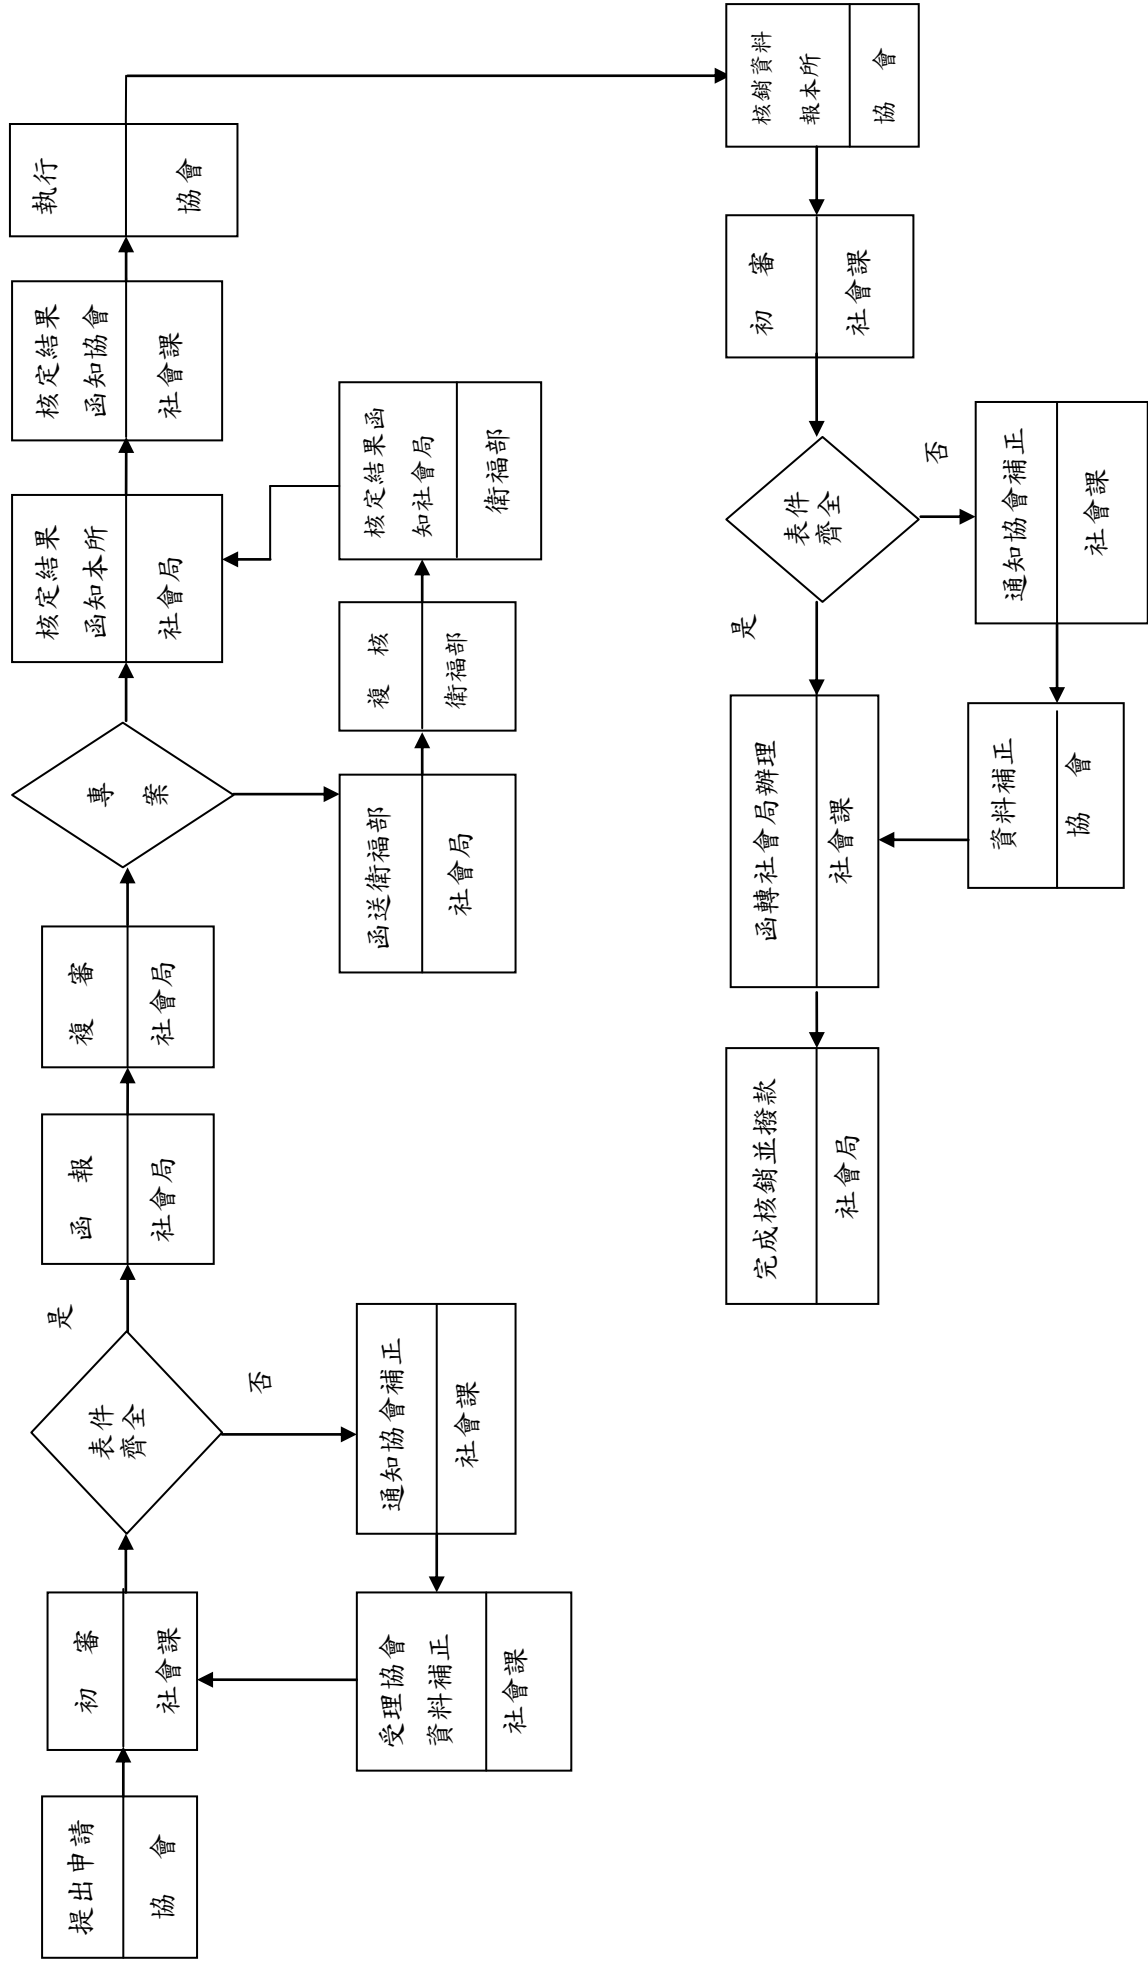 提出申請
協會
初審
社會課
表件
齊全
是
否
通知協會補正
社會課
受理協會
資料補正
社會課
函報
社會局
複審
社會局
專案
函送衛福部
社會局
複核
衛福部
核定結果函
知社會局
衛福部
核定結果
函知本所
社會局
核定結果
函知協會
社會課
執行
協會
核銷資料
報本所
協會
初審
社會課
表件
齊全
是
否
通知協會補正
社會課
資料補正
協會
函轉社會局辦理
社會課
完成核銷並撥款
社會局